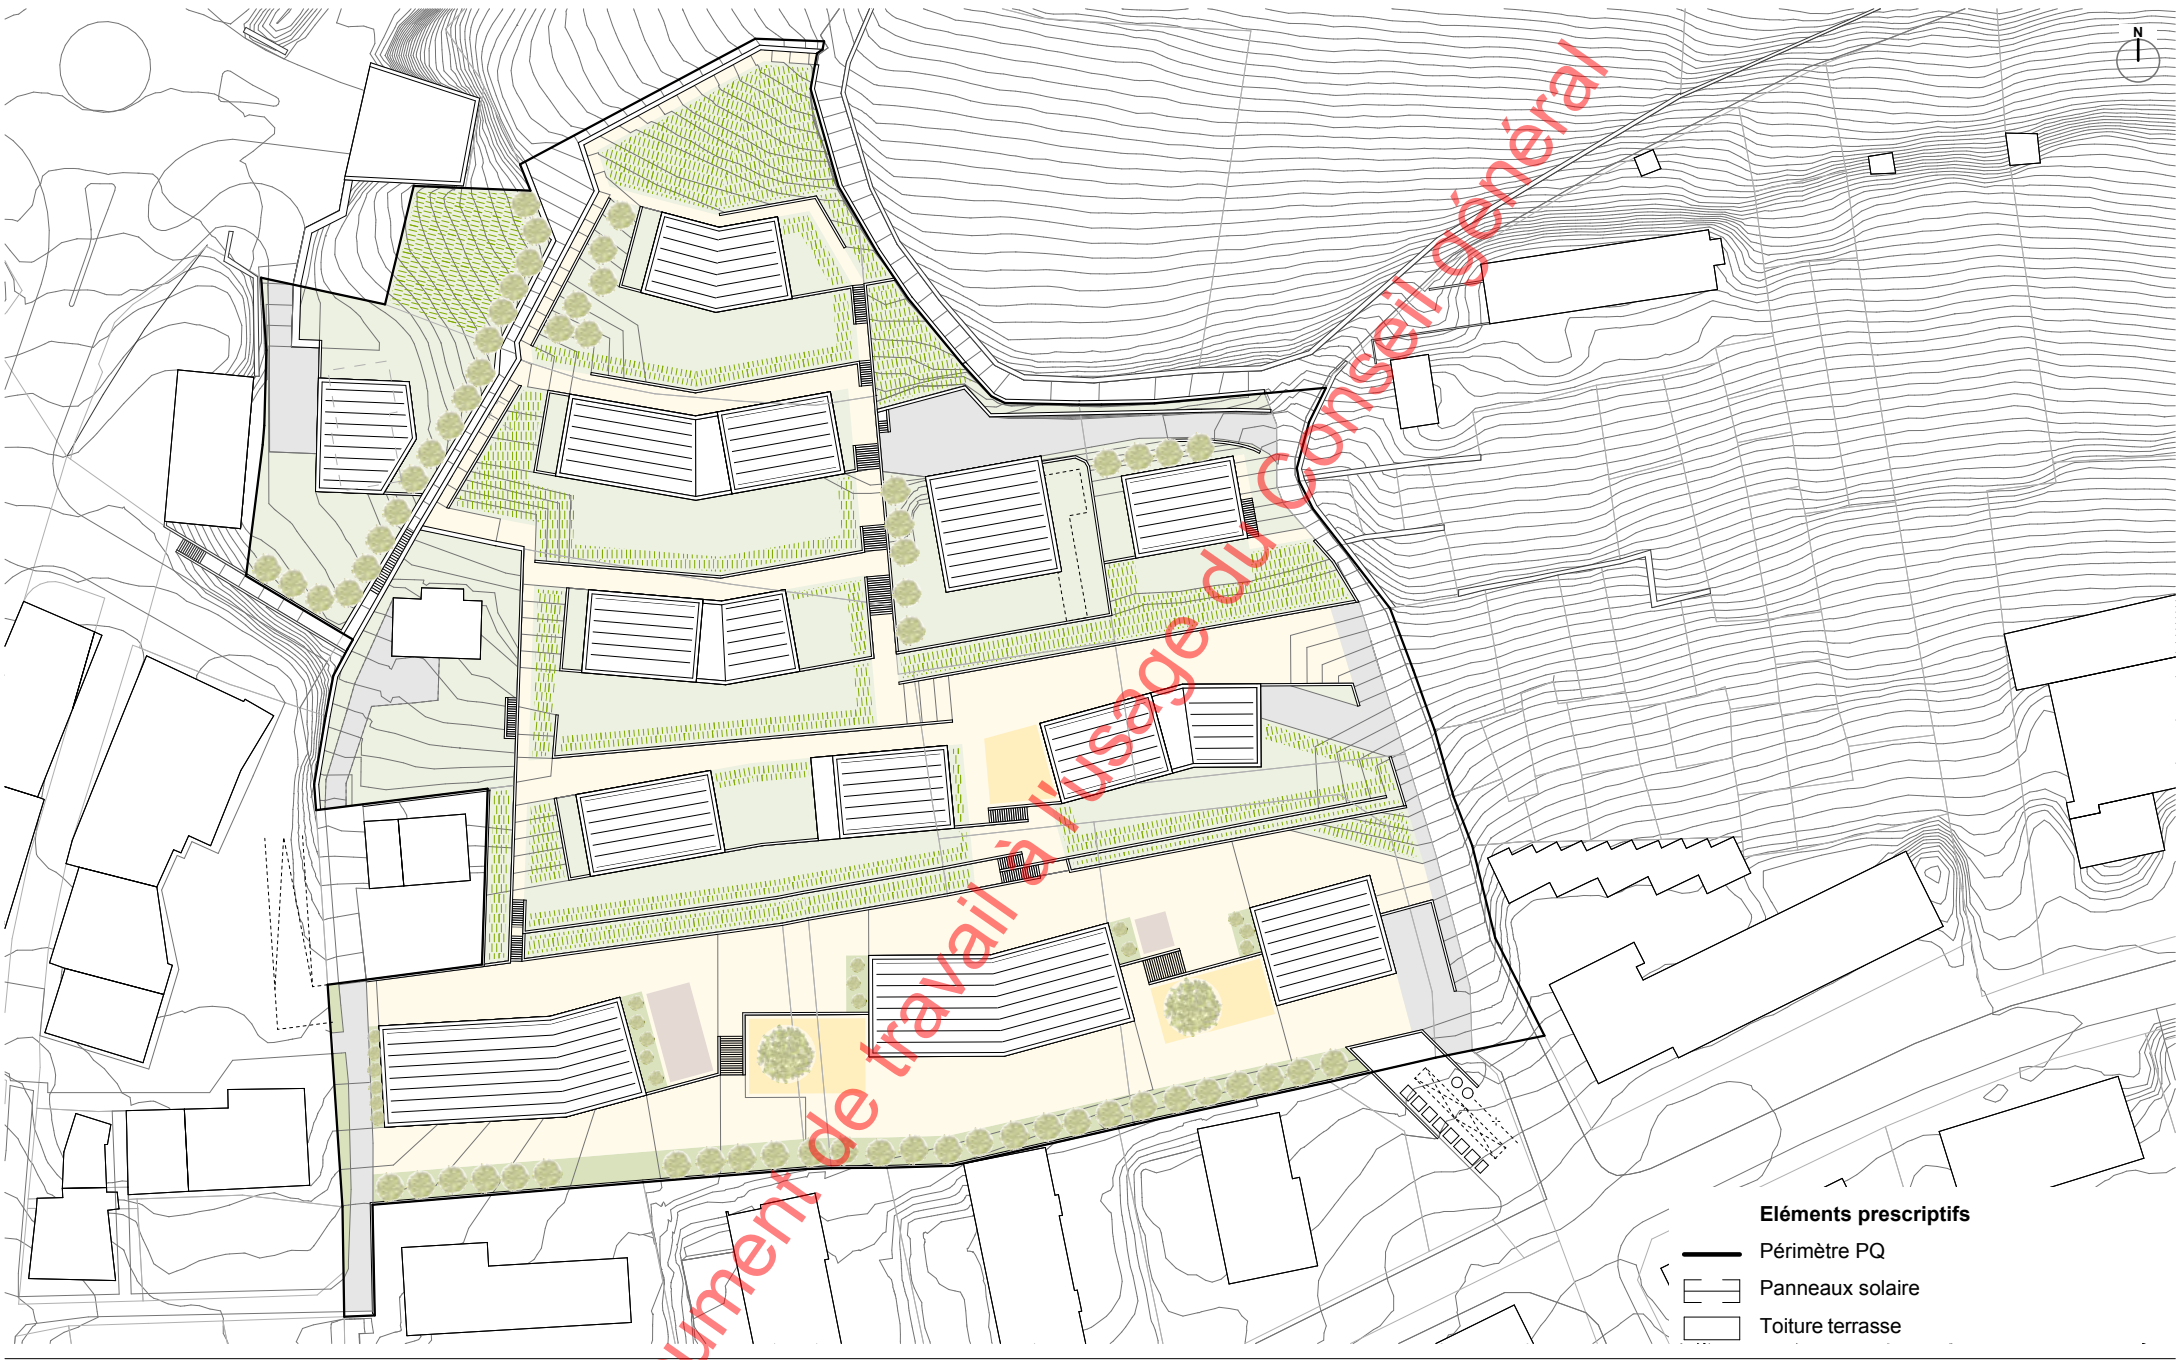 N
ument de travail à l'usage du Conseil général
Eléments prescriptifs
Périmètre PQ
Panneaux solaire
Toiture terrasse